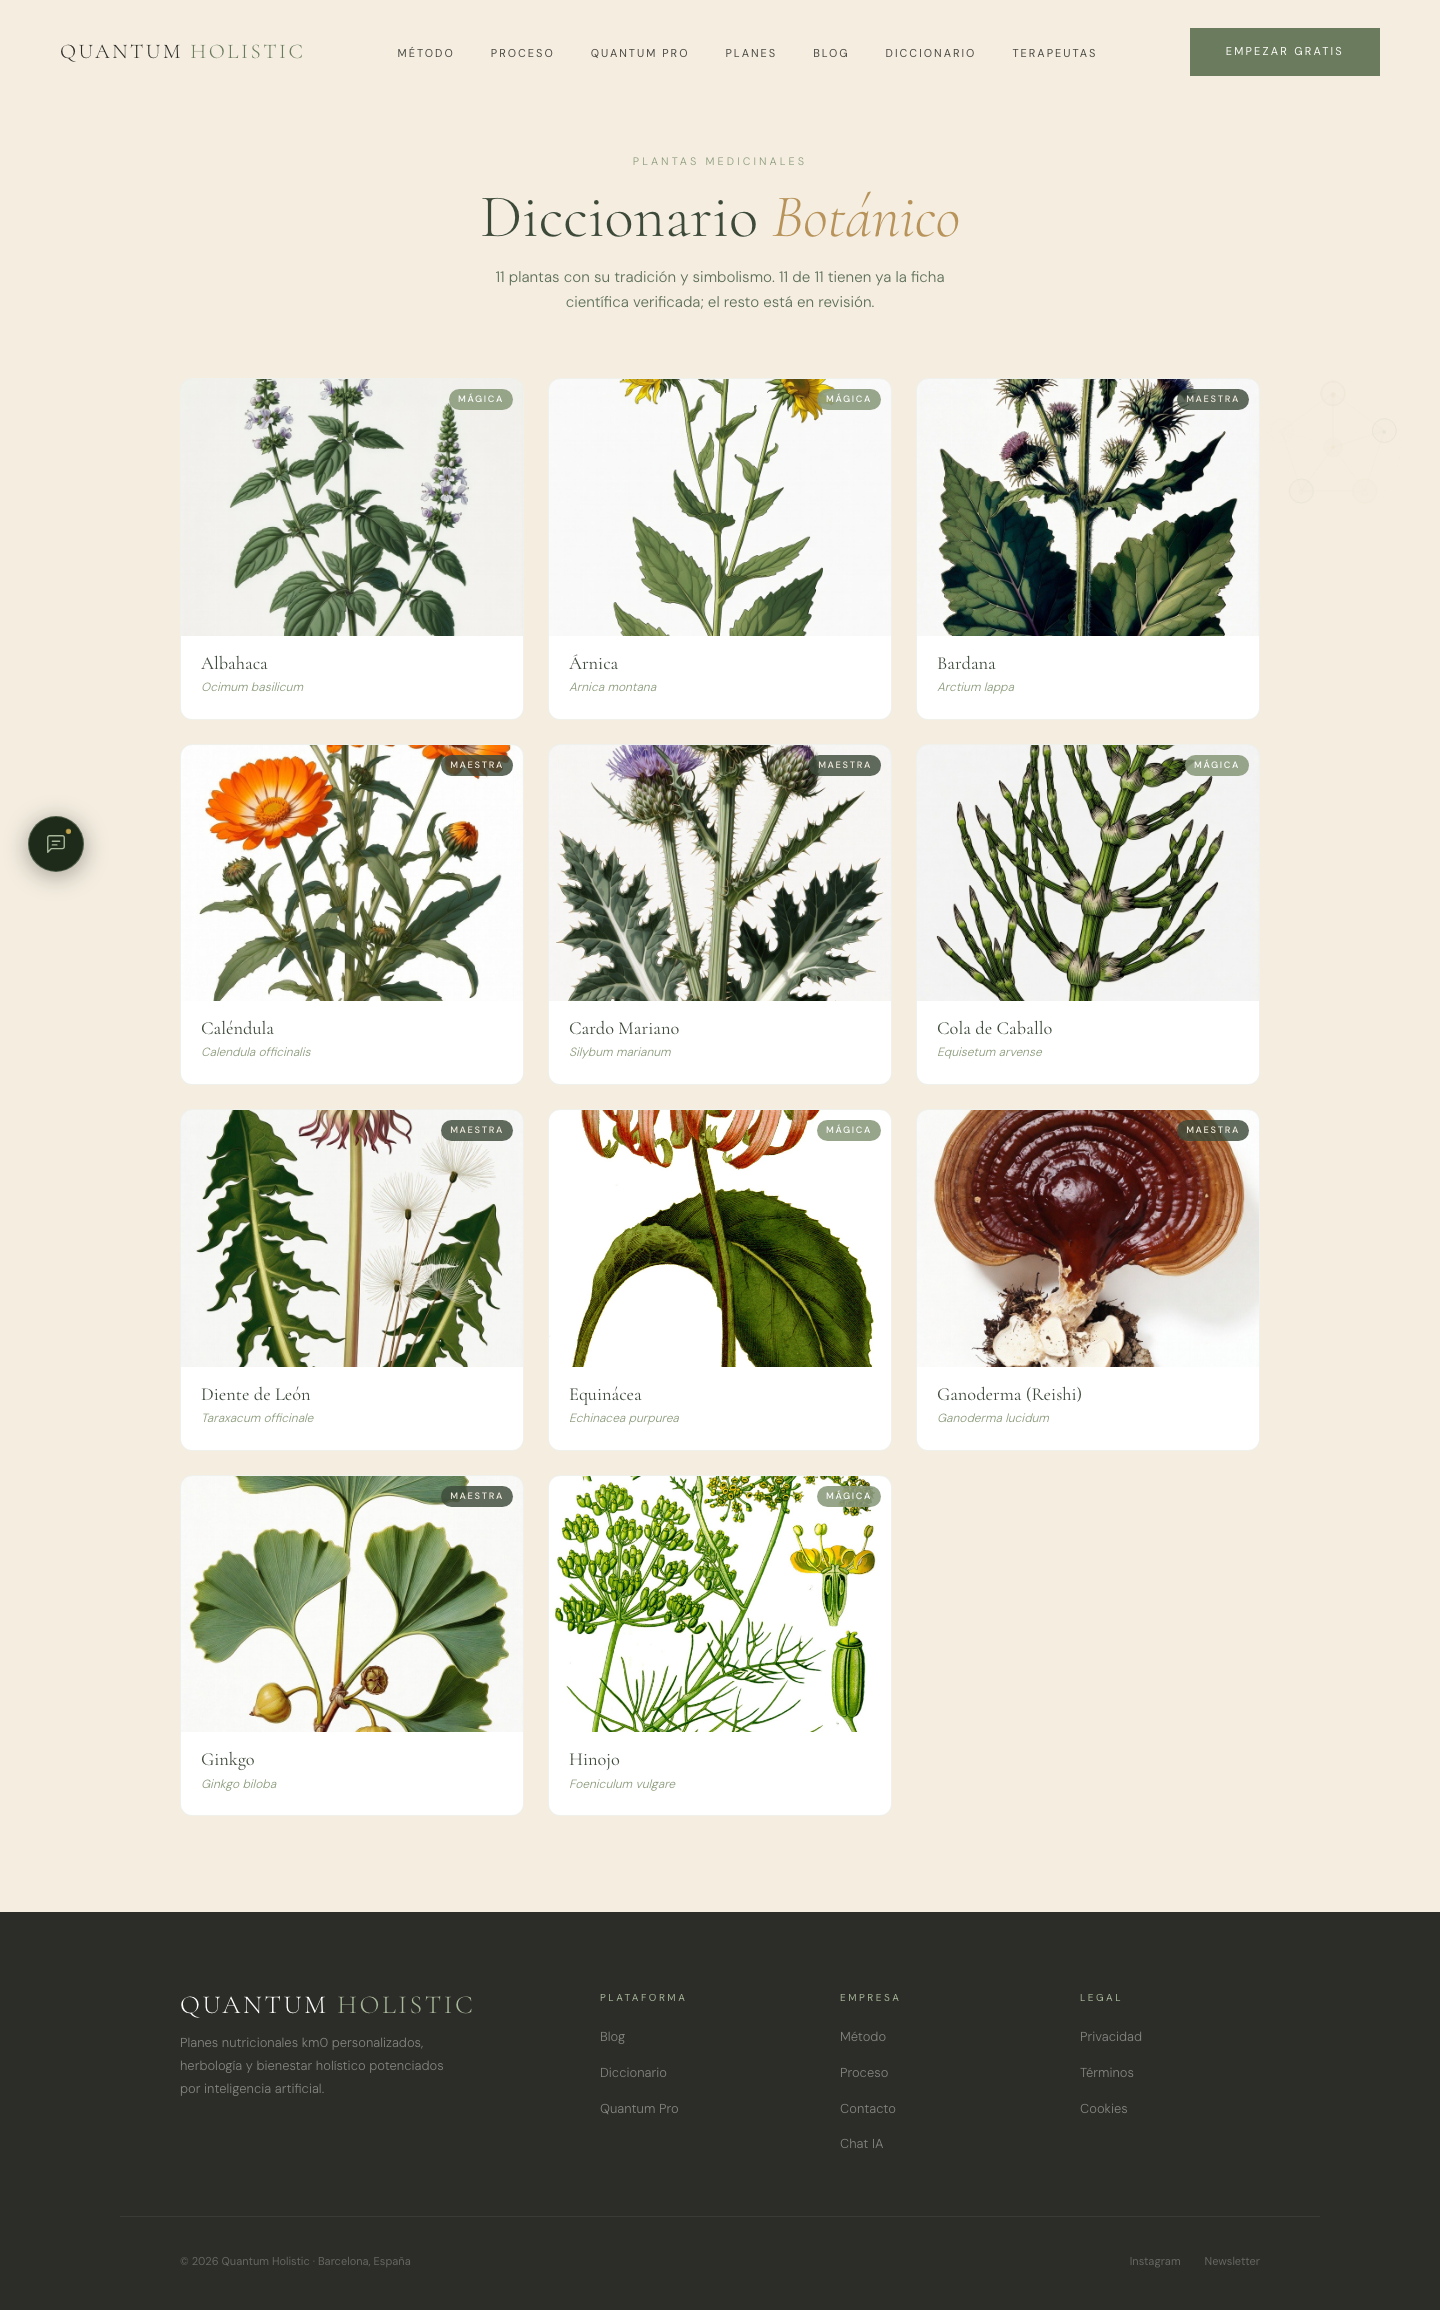 QUANTUM HOLISTIC
MÉTODO
PROCESO
QUANTUM PRO
PLANES
BLOG
DICCIONARIO
TERAPEUTAS
EMPEZAR GRATIS
PLANTAS MEDICINALES
Diccionario Botánico
11 plantas con su tradición y simbolismo. 11 de 11 tienen ya la ficha
científica verificada; el resto está en revisión.
MÁGICA
Albahaca
Ocimum basilicum
MÁGICA
Árnica
Arnica montana
MAESTRA
Bardana
Arctium lappa
MAESTRA
Caléndula
Calendula officinalis
MAESTRA
Cardo Mariano
Silybum marianum
MÁGICA
Cola de Caballo
Equisetum arvense
MAESTRA
Diente de León
Taraxacum officinale
MÁGICA
Equinácea
Echinacea purpurea
MAESTRA
Ganoderma (Reishi)
Ganoderma lucidum
MAESTRA
Ginkgo
Ginkgo biloba
MÁGICA
Hinojo
Foeniculum vulgare
QUANTUM HOLISTIC
Planes nutricionales km0 personalizados,
herbología y bienestar holístico potenciados
por inteligencia artificial.
PLATAFORMA
Blog
Diccionario
Quantum Pro
EMPRESA
Método
Proceso
Contacto
Chat IA
LEGAL
Privacidad
Términos
Cookies
© 2026 Quantum Holistic · Barcelona, España
Instagram
Newsletter